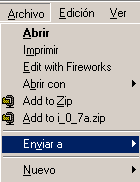 Archivo Edición Ver
Abrir
Imprimir
Edit with Fireworks
Abrir con
Add to Zip
Add to i_0_7a.zip
Enviar a
Nuevo